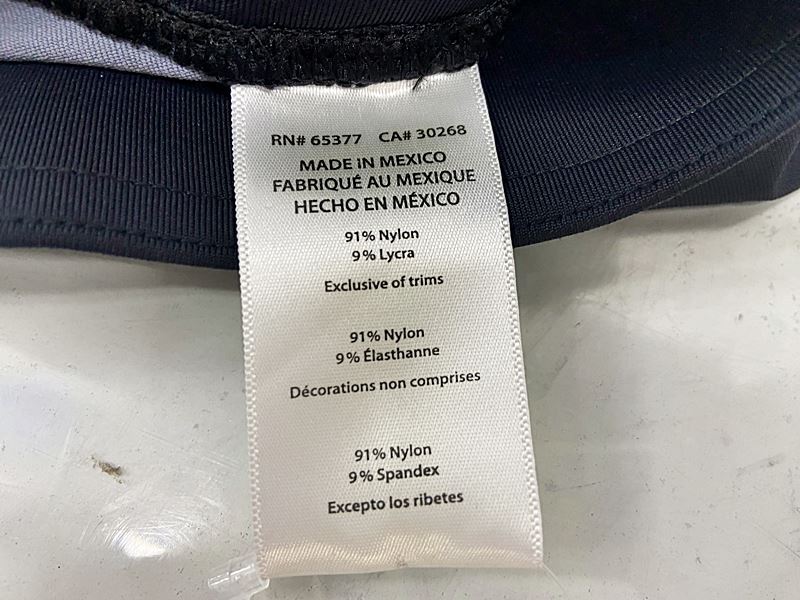 RN# 65377 CA# 30268
MADE IN MEXICO
FABRIQUÉ AU MEXIQUE
HECHO EN MÉXICO
91% Nylon
9% Lycra
Exclusive of trims
91% Nylon
9% Élasthanne
Décorations non comprises
91% Nylon
9% Spandex
Excepto los ribetes